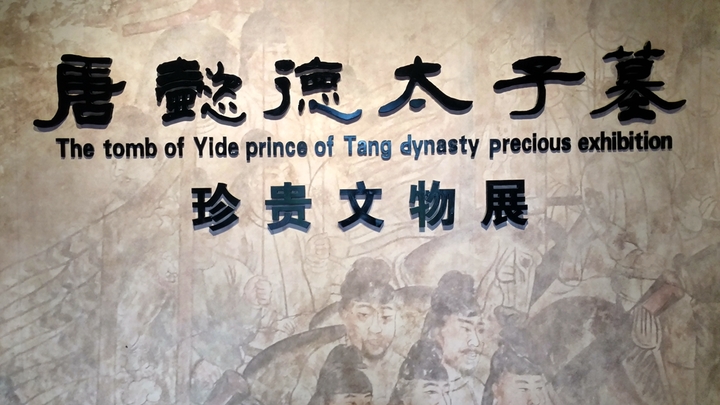 唐懿德太子墓
The tomb of Yide prince of Tang dynasty precious exhibition
珍贵文物展